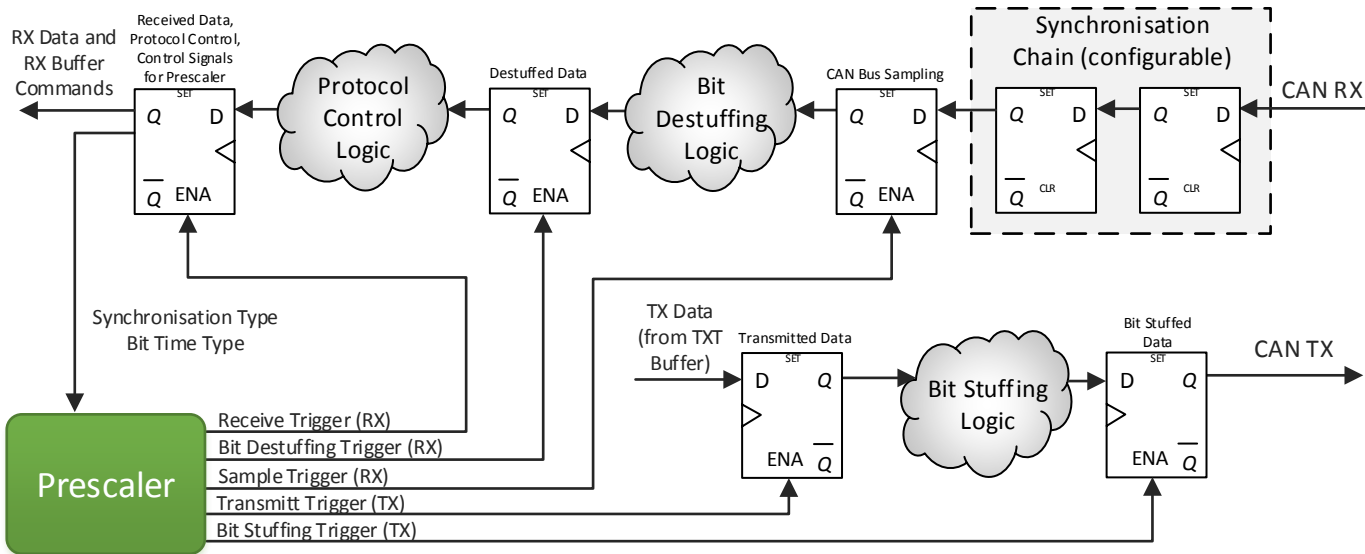 RX Data and
RX Buffer
Commands
Received Data,
Protocol Control,
Control Signals
for Prescaler
SET
Q
D
Q
ENA
Protocol
Control
Logic
Destuffed Data
SET
Q
D
Q
ENA
Bit
Destuffing
Logic
CAN Bus Sampling
SET
Q
D
Q
ENA
Synchronisation
Chain (configurable)
SET
Q
D
Q
CLR
SET
Q
D
Q
CLR
CAN RX
Synchronisation Type
Bit Time Type
TX Data
(from TXT
Buffer)
Transmitted Data
SET
D
Q
ENA
Q
Bit Stuffing
Logic
Bit Stuffed
Data
SET
D
Q
ENA
Q
CAN TX
Prescaler
Receive Trigger (RX)
Bit Destuffing Trigger (RX)
Sample Trigger (RX)
Transmitt Trigger (TX)
Bit Stuffing Trigger (TX)